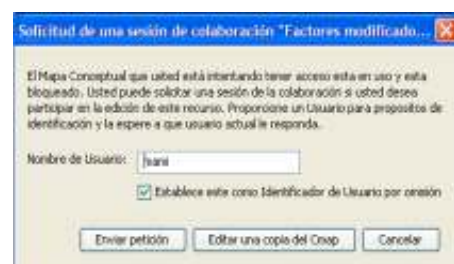 Solicitud de una sesión de colaboración "Factores modificado...
El Mapa Conceptual que usted está intentando tener acceso esta en uso y esta
bloqueado. Usted puede solicitar una sesión de la colaboración si usted desea
participar en la edición de este recurso. Proporcione un Usuario para propositos de
identificación y la espere a que usuario actual le responda.
Nombre de Usuario:
Establece este como Identificador de Usuario por omisión
Enviar petición Editar una copia del Cmap Cancelar